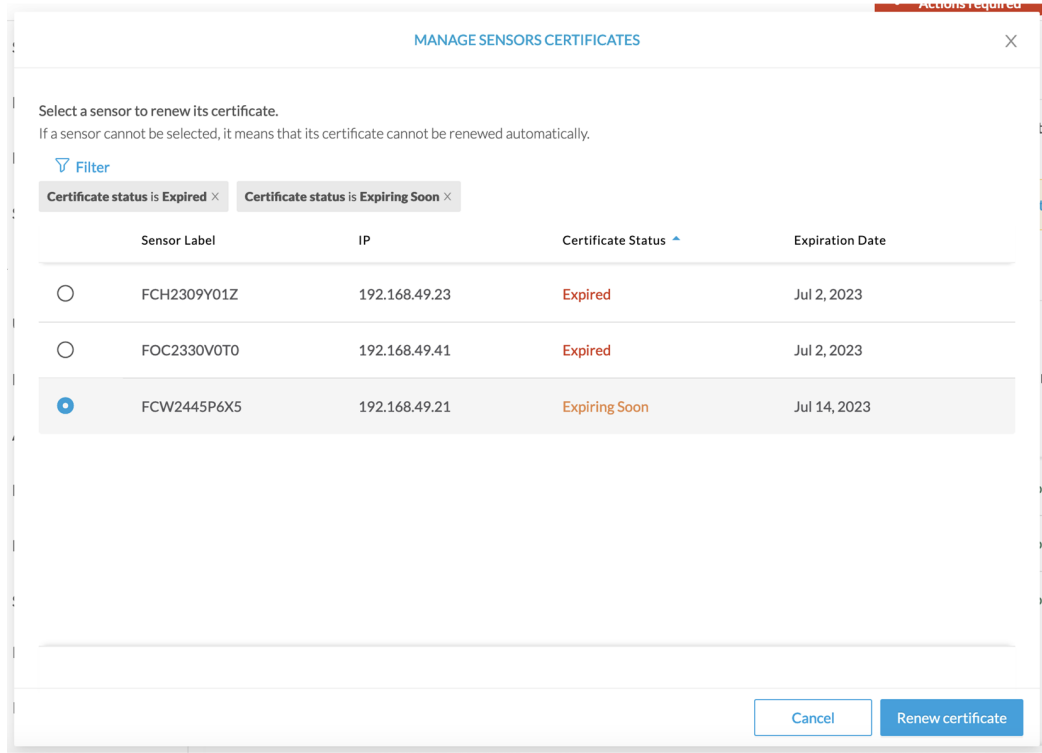 Actions required
MANAGE SENSORS CERTIFICATES
Select a sensor to renew its certificate.
If a sensor cannot be selected, it means that its certificate cannot be renewed automatically.
Filter
Certificate status is Expired × Certificate status is Expiring Soon ×
Sensor Label IP Certificate Status Expiration Date
FCH2309Y01Z 192.168.49.23 Expired Jul 2, 2023
FOC2330V0T0 192.168.49.41 Expired Jul 2, 2023
FCW2445P6X5 192.168.49.21 Expiring Soon Jul 14, 2023
Cancel Renew certificate